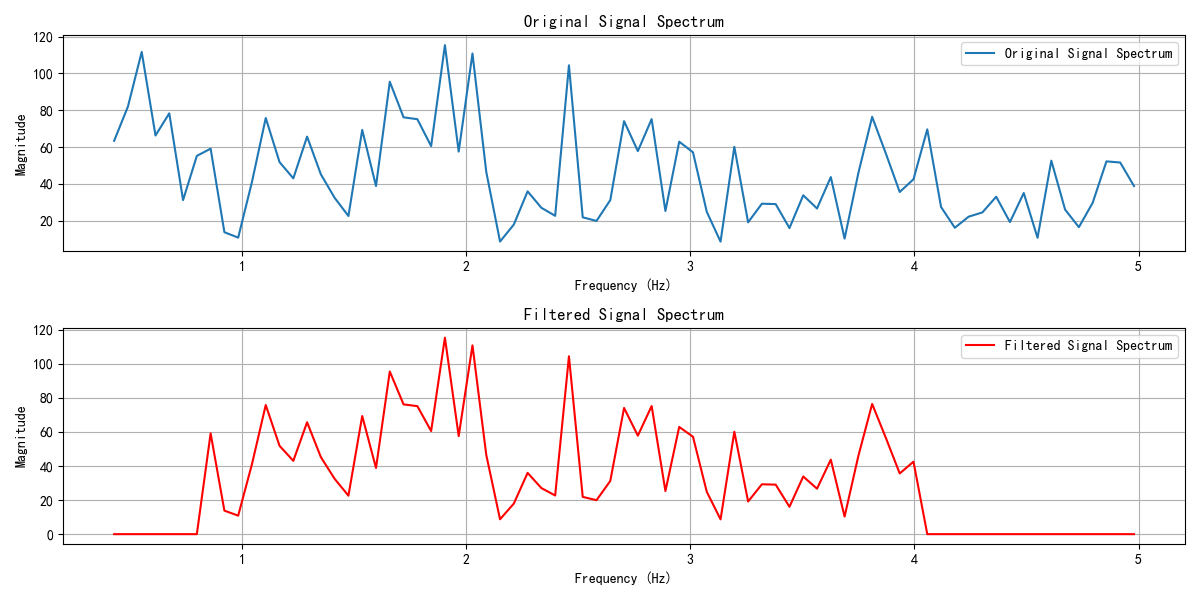 Original Signal Spectrum
120
100
80
60
40
20
Magnitude
Original Signal Spectrum
1
2
3
4
5
Frequency (Hz)
Filtered Signal Spectrum
120
100
80
60
40
20
0
Magnitude
Filtered Signal Spectrum
1
2
3
4
5
Frequency (Hz)